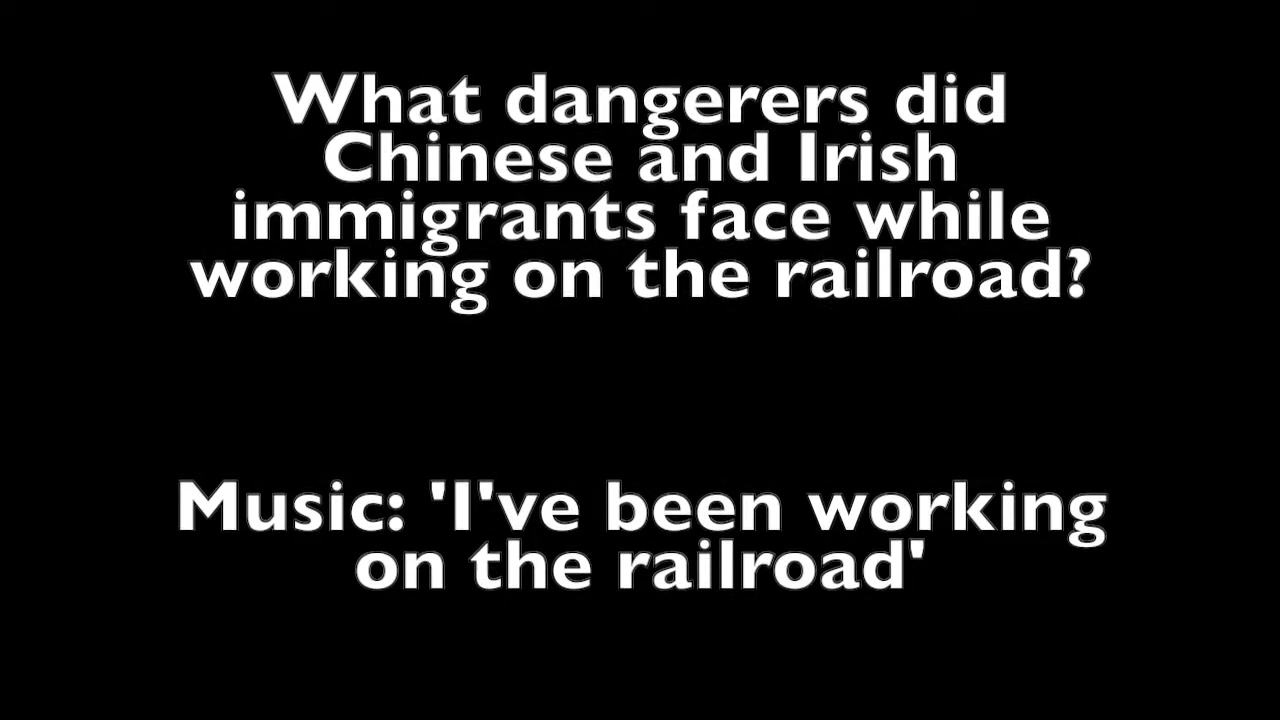 What dangerers did
Chinese and Irish
immigrants face while
working on the railroad?
Music: 'I've been working
on the railroad'